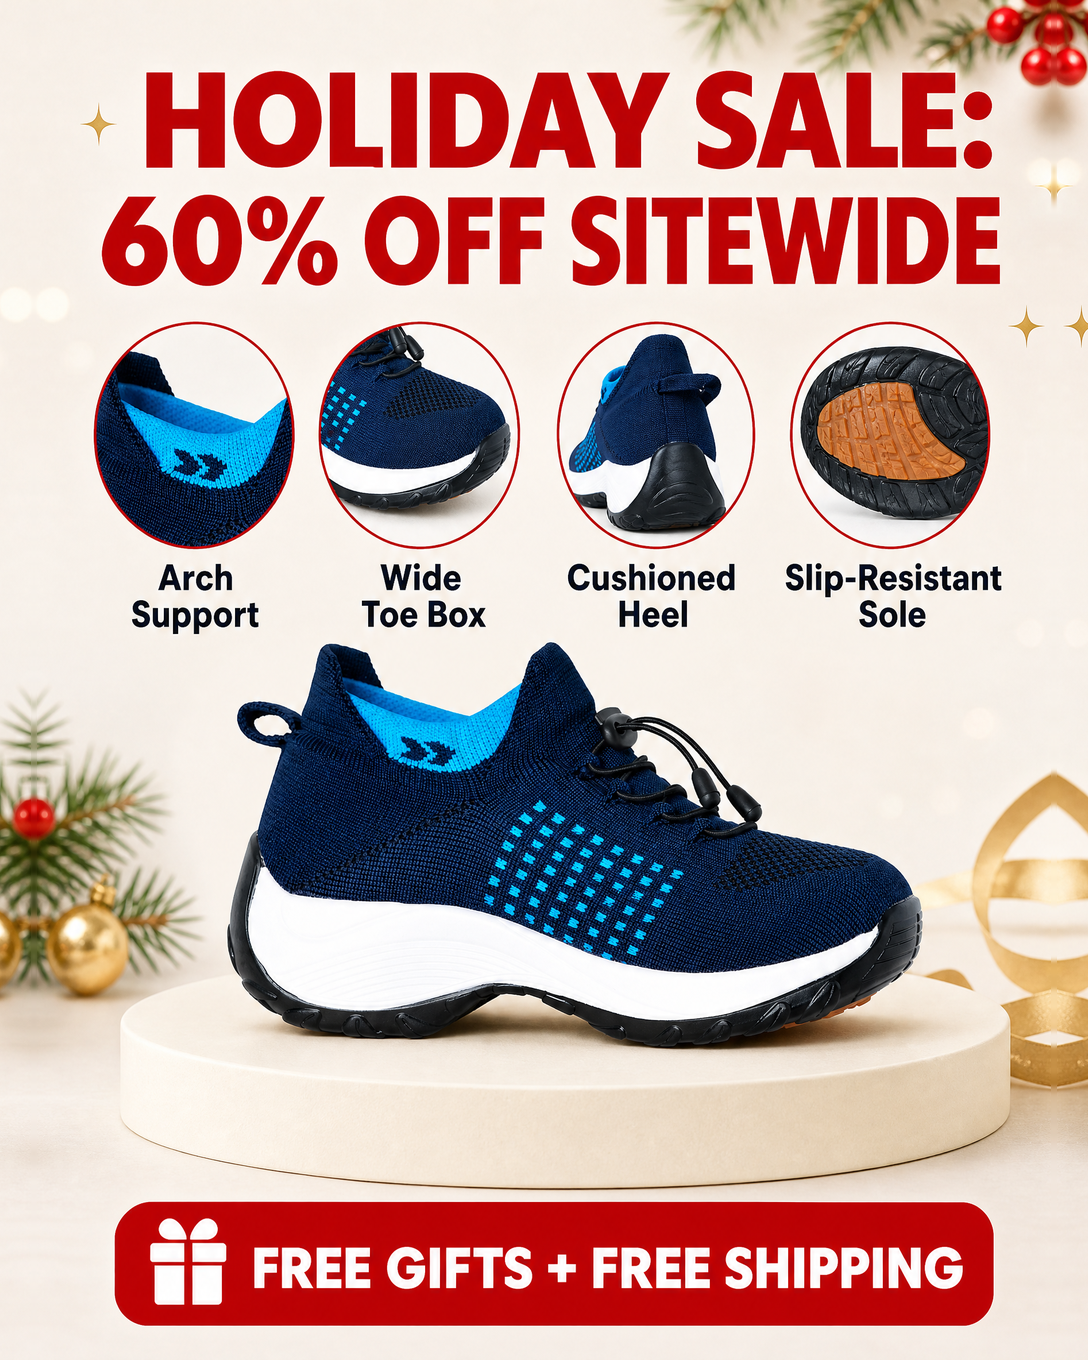 HOLIDAY SALE:
60% OFF SITEWIDE
Arch
Support
Wide
Toe Box
Cushioned
Heel
Slip-Resistant
Sole
FREE GIFTS + FREE SHIPPING